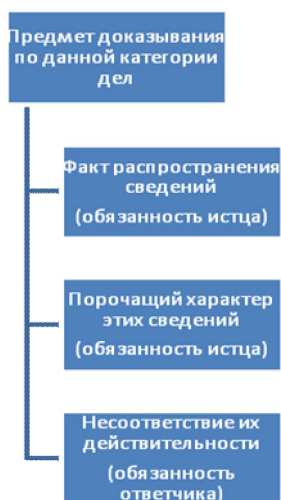 Предмет доказывания
по данной категории
дел
Факт распространения
сведений
(обязанность истца)
Порочащий характер
этих сведений
(обязанность истца)
Несоответствие их
действительности
(обязанность
ответчика)